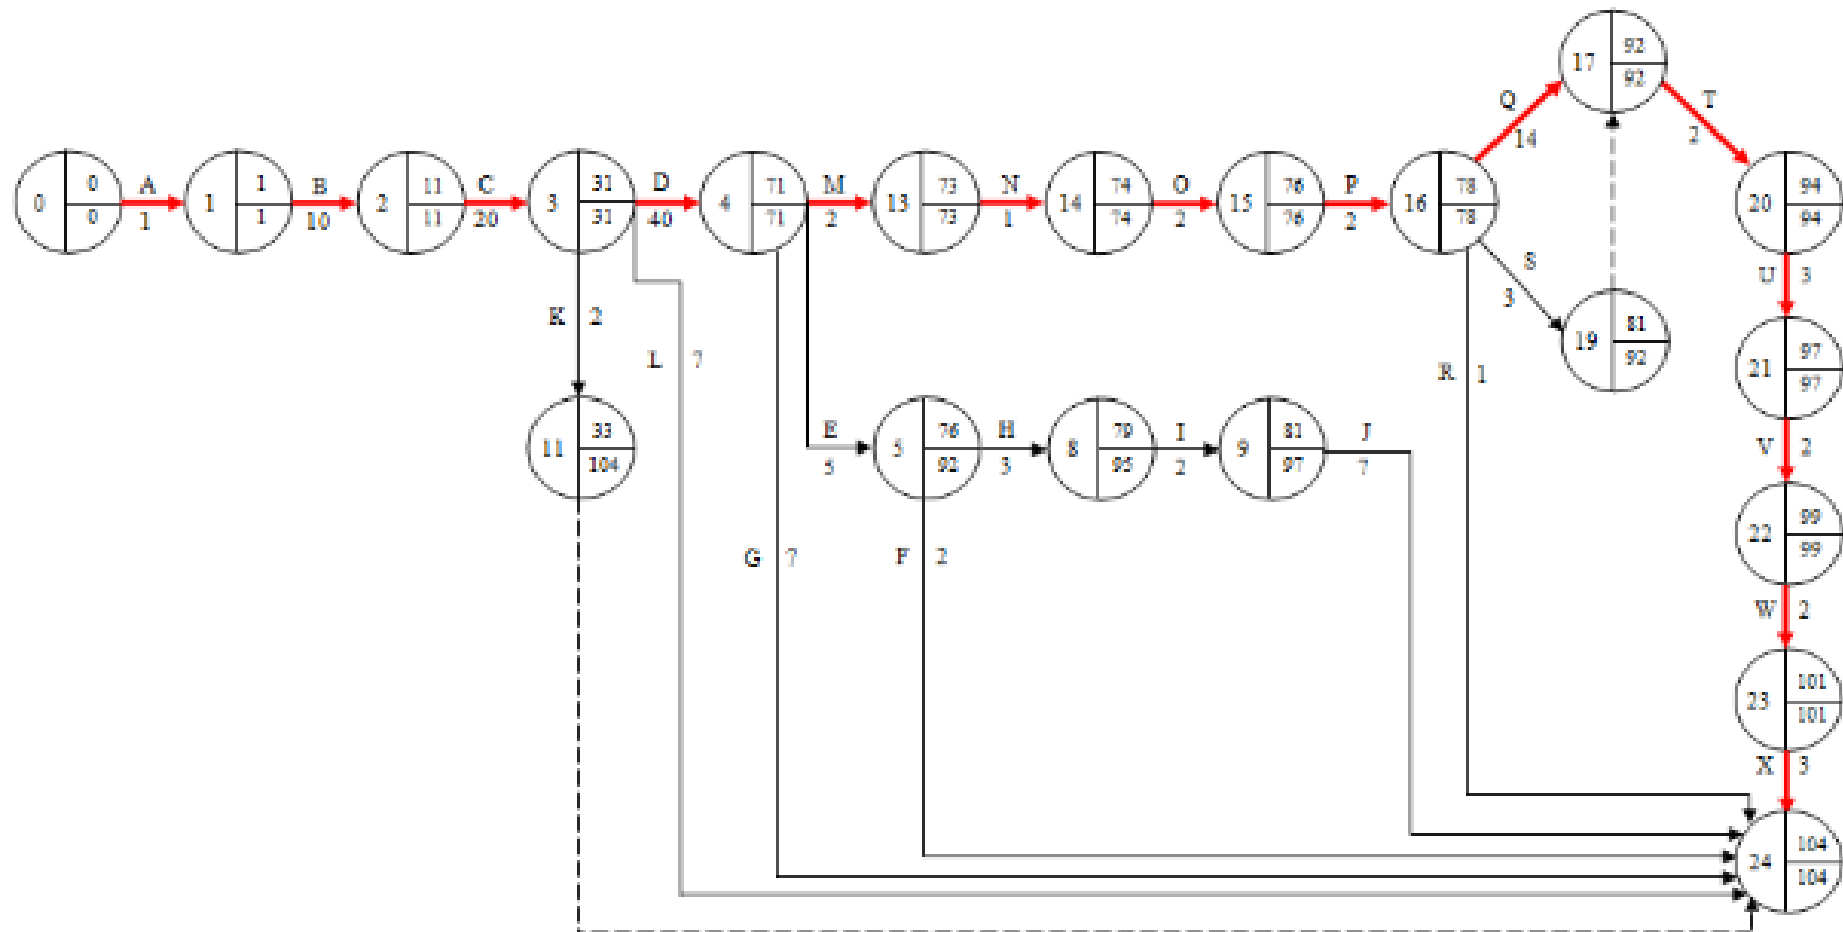 17 92
92
Q
14
T
2
0 0
0
A
1
1 1
1
B
10
2 11
11
C
20
3 31
31
D
40
4 71
71
M
2
13 73
73
N
1
14 74
74
O
2
15 76
76
P
2
16 78
78
20 94
94
S
3
U 3
K 2
L 7
R 1
19 81
92
21 97
97
11 33
104
E
5
5 76
92
H
3
8 79
95
I
2
9 81
97
J
7
V 2
G 7
F 2
22 99
99
W 2
23 101
101
X 3
24 104
104